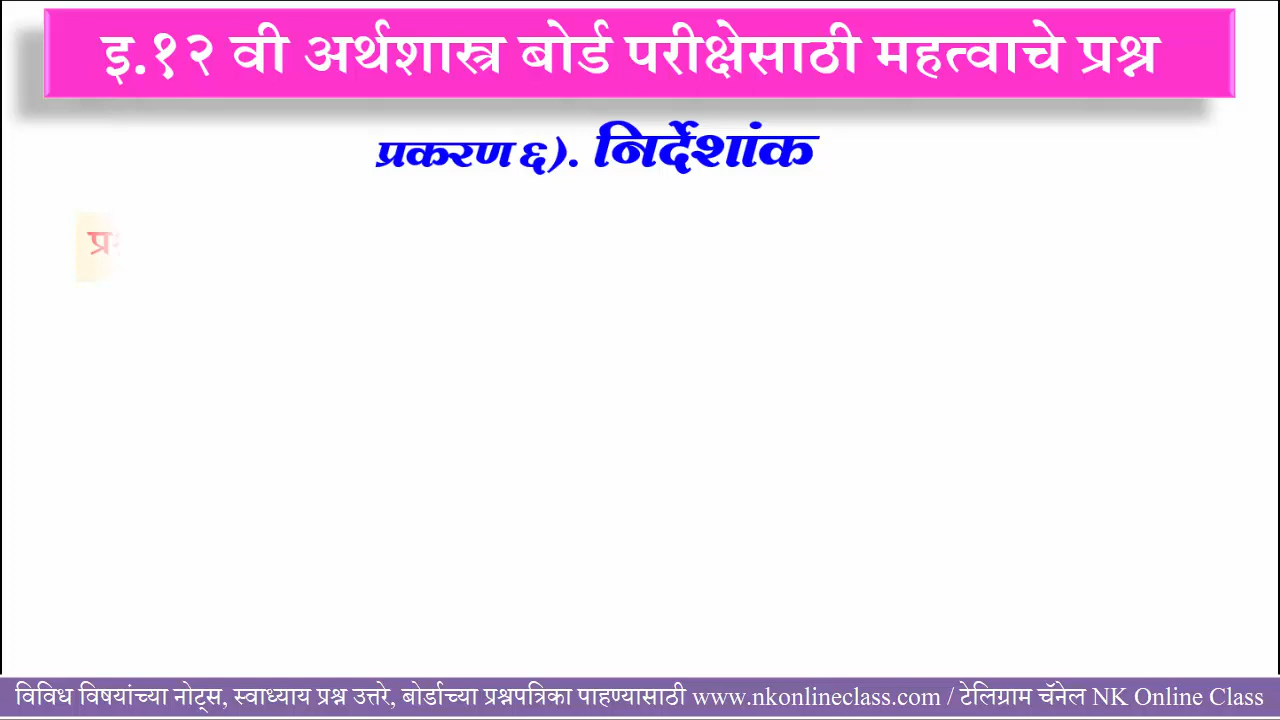 इ.१२ वी अर्थशास्त्र बोर्ड परीक्षेसाठी महत्वाचे प्रश्न
प्रकरण ६). निर्देशांक
विविध विषयांच्या नोट्स, स्वाध्याय प्रश्न उत्तरे, बोर्डाच्या प्रश्नपत्रिका पाहण्यासाठी www.nkonlineclass.com / टेलिग्राम चॅनेल NK Online Class